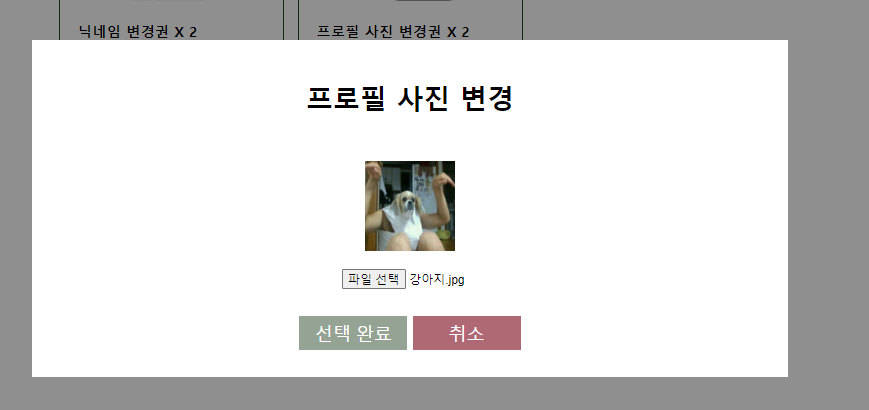 닉네임 변경권 X 2
프로필 사진 변경권 X 2
프로필 사진 변경
파일 선택 강아지.jpg
선택 완료
취소